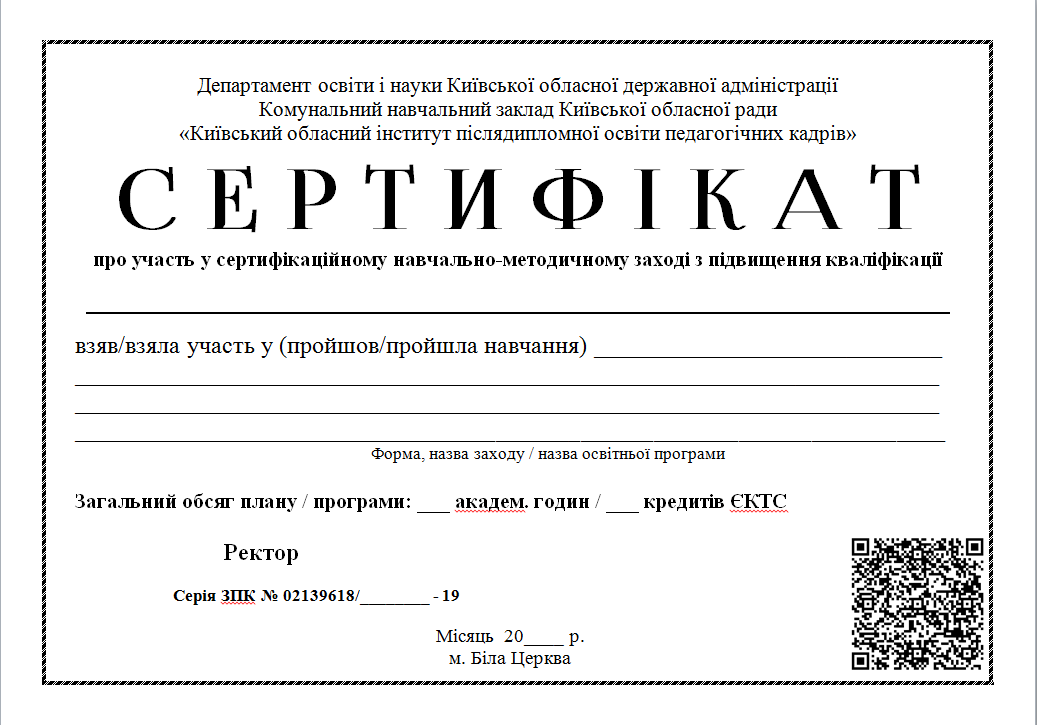 Департамент освіти і науки Київської обласної державної адміністрації
Комунальний навчальний заклад Київської обласної ради
«Київський обласний інститут післядипломної освіти педагогічних кадрів»
СЕРТИФІКАТ
про участь у сертифікаційному навчально-методичному заході з підвищення кваліфікації
взяв/взяла участь у (пройшов/пройшла навчання) ____________________________
Форма, назва заходу / назва освітньої програми
Загальний обсяг плану / програми: ___ академ. годин / ___ кредитів ЄКТС
Ректор
Серія ЗПК № 02139618/________ - 19
Місяць 20____ р.
м. Біла Церква